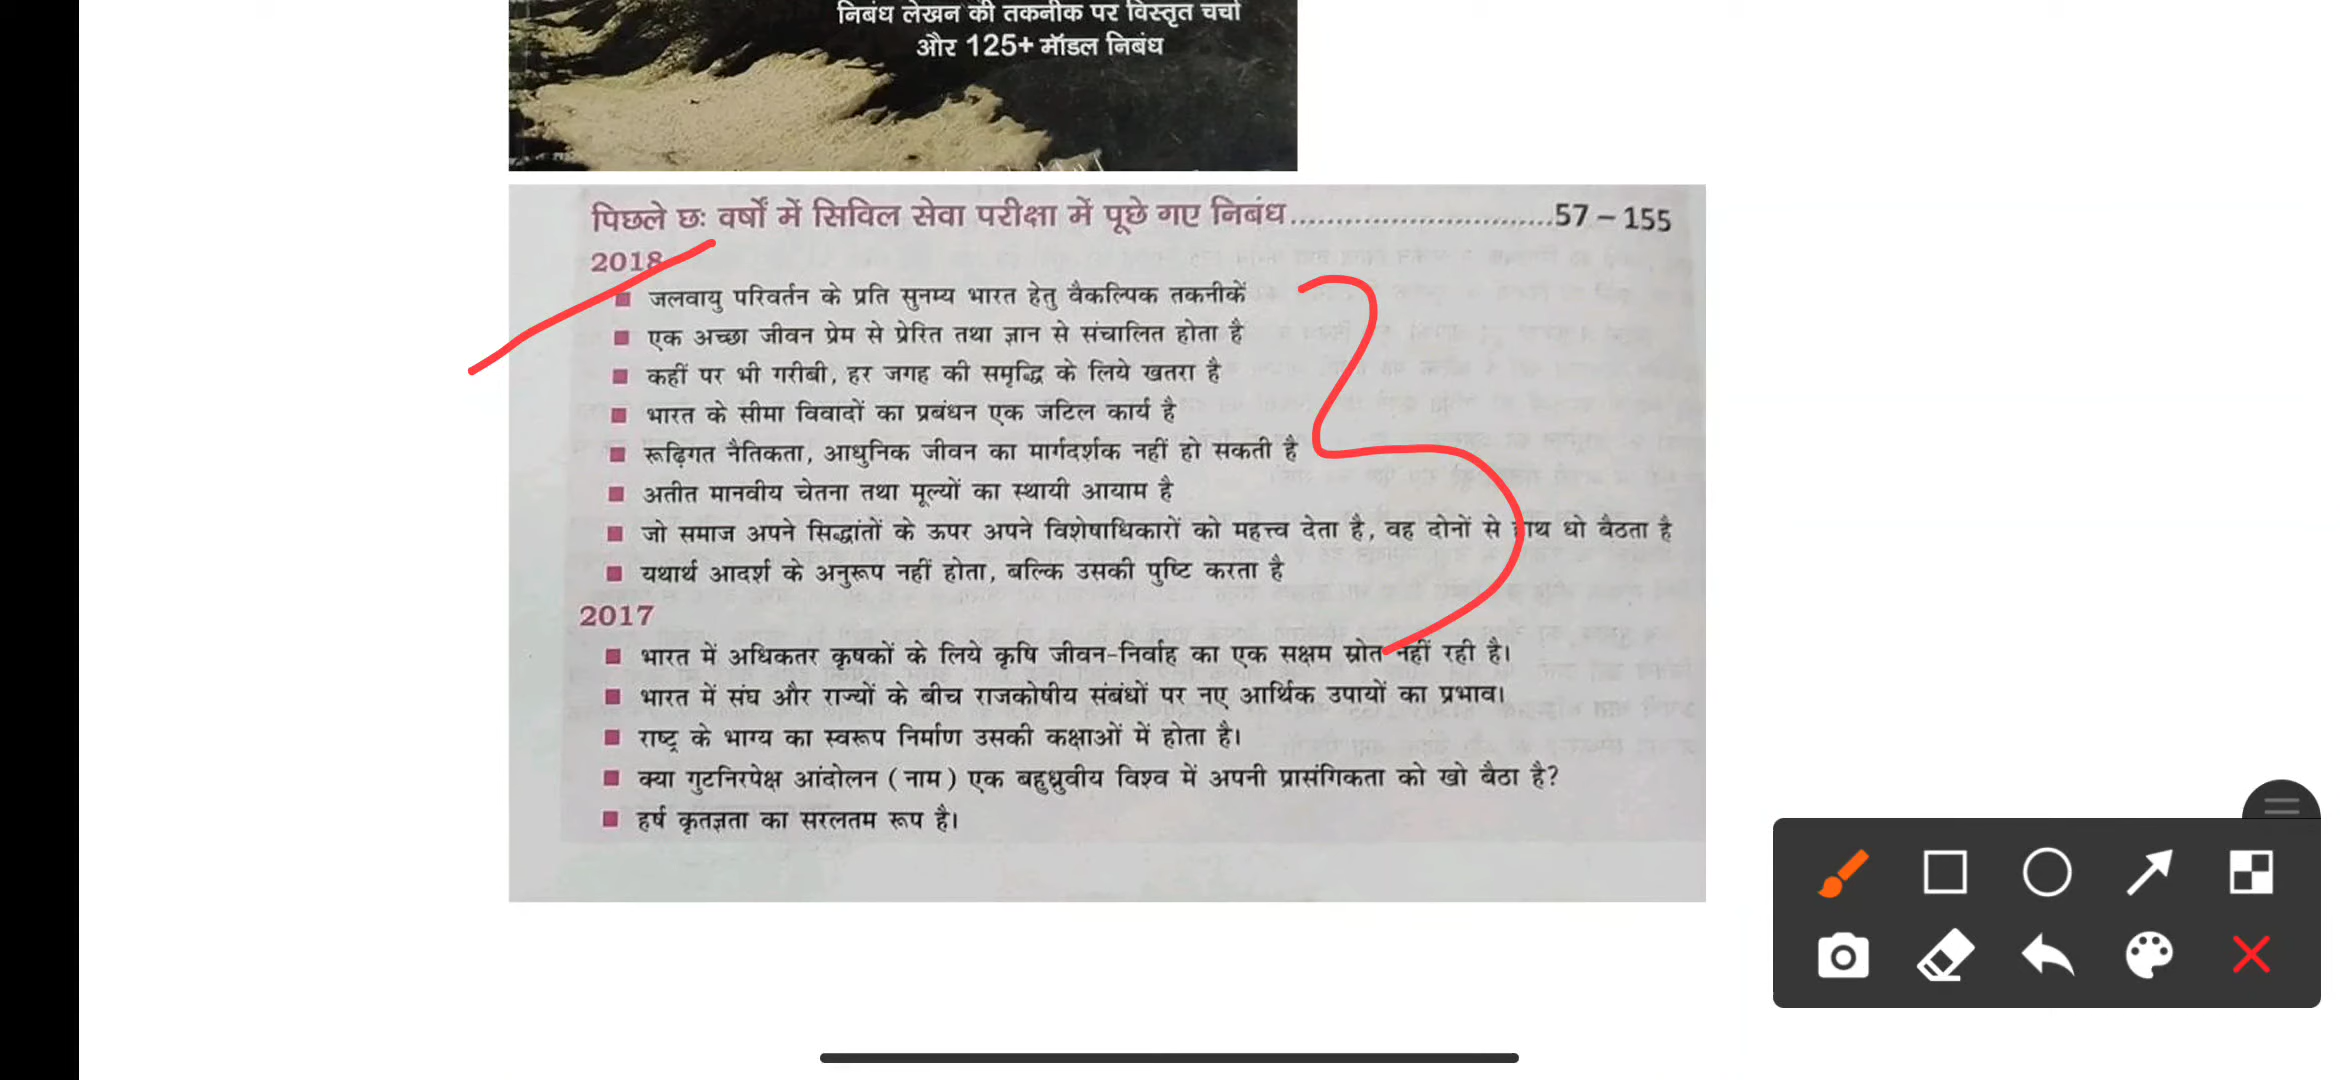 निबंध लेखन की तकनीक पर विस्तृत चर्चा
और 125+ मॉडल निबंध
पिछले छः वर्षों में सिविल सेवा परीक्षा में पूछे गए निबंध............................57 – 155
2018
जलवायु परिवर्तन के प्रति सुनम्य भारत हेतु वैकल्पिक तकनीकें
एक अच्छा जीवन प्रेम से प्रेरित तथा ज्ञान से संचालित होता है
कहीं पर भी गरीबी, हर जगह की समृद्धि के लिये खतरा है
भारत के सीमा विवादों का प्रबंधन एक जटिल कार्य है
रूढ़िगत नैतिकता, आधुनिक जीवन का मार्गदर्शक नहीं हो सकती है
अतीत मानवीय चेतना तथा मूल्यों का स्थायी आयाम है
जो समाज अपने सिद्धांतों के ऊपर अपने विशेषाधिकारों को महत्त्व देता है, वह दोनों से हाथ धो बैठता है
यथार्थ आदर्श के अनुरूप नहीं होता, बल्कि उसकी पुष्टि करता है
2017
भारत में अधिकतर कृषकों के लिये कृषि जीवन-निर्वाह का एक सक्षम स्रोत नहीं रही है।
भारत में संघ और राज्यों के बीच राजकोषीय संबंधों पर नए आर्थिक उपायों का प्रभाव।
राष्ट्र के भाग्य का स्वरूप निर्माण उसकी कक्षाओं में होता है।
क्या गुटनिरपेक्ष आंदोलन (नाम) एक बहुध्रुवीय विश्व में अपनी प्रासंगिकता को खो बैठा है?
हर्ष कृतज्ञता का सरलतम रूप है।